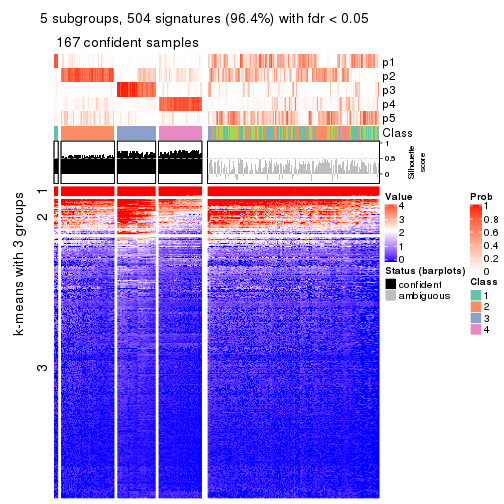 5 subgroups, 504 signatures (96.4%) with fdr < 0.05
167 confident samples
p1
p2
p3
p4
p5
Class
1
0.5
0
Silhouette
score
k-means with 3 groups
1
2
3
Value
4
3
2
1
0
Status (barplots)
confident
ambiguous
Prob
1
0.8
0.6
0.4
0.2
0
Class
1
2
3
4